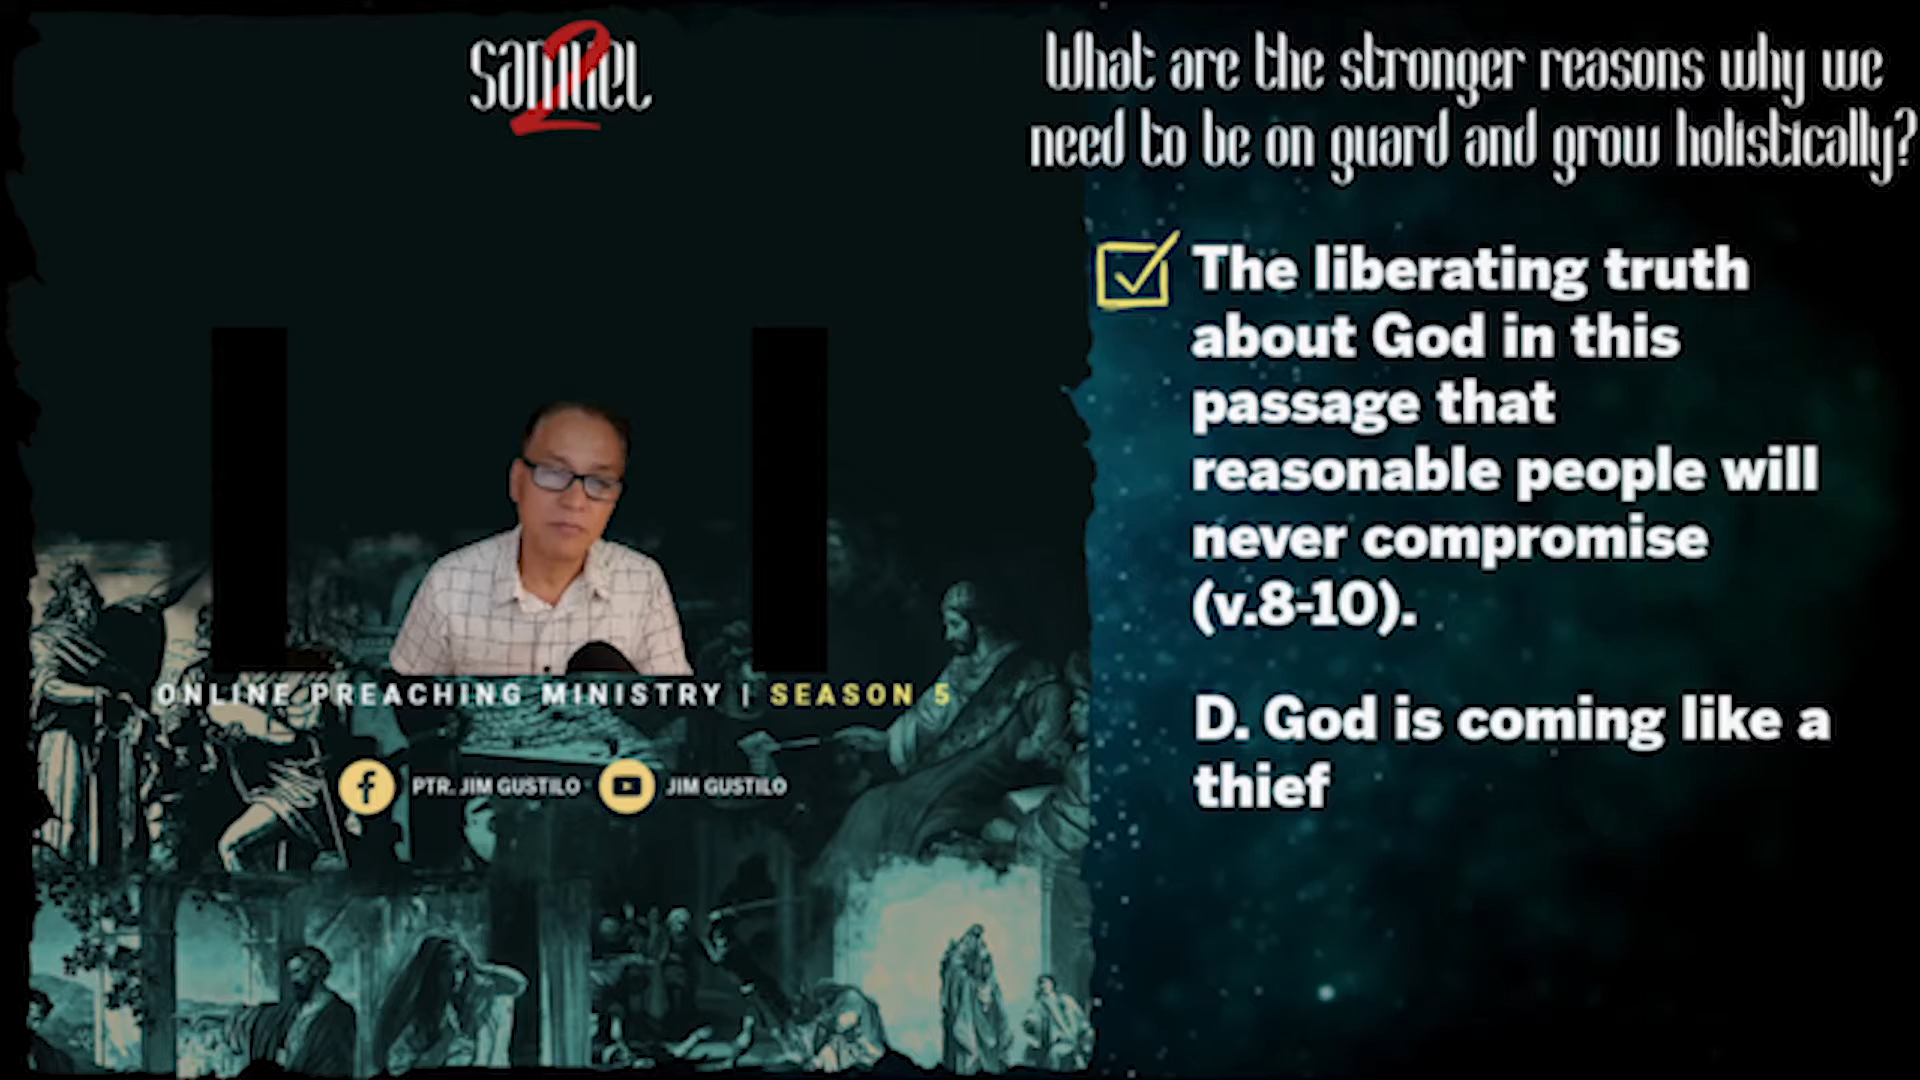 Samuel
2
What are the stronger reasons why we
need to be on guard and grow holistically?
The liberating truth
about God in this
passage that
reasonable people will
never compromise
(v.8-10).
D. God is coming like a
thief
ONLINE PREACHING MINISTRY | SEASON 5
PTR. JIM GUSTILO
JIM GUSTILO